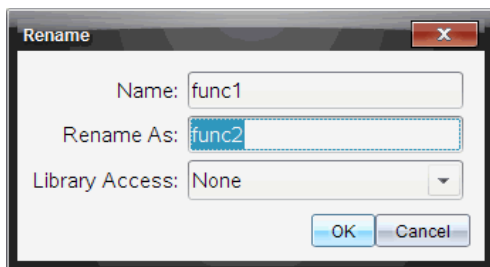 Rename
Name: func1
Rename As: func2
Library Access: None
OK Cancel